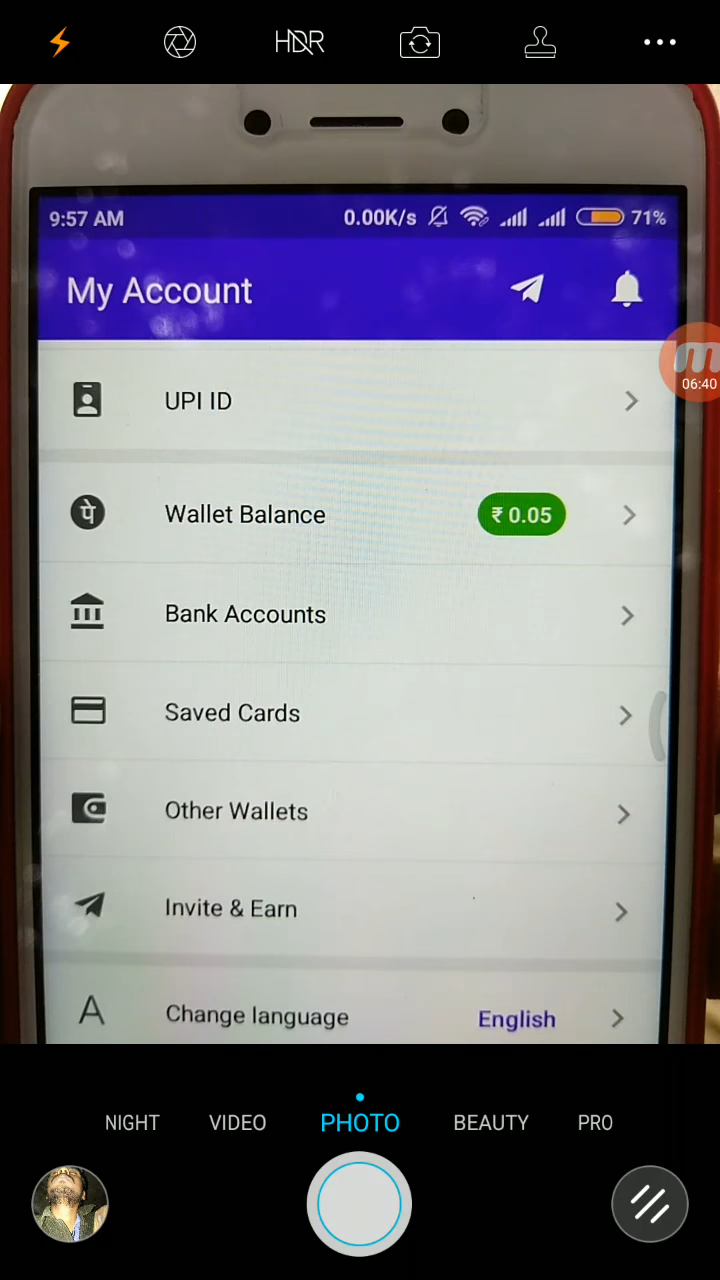 HDR
9:57 AM 0.00K/s 71%
My Account
06:40
UPI ID
पे Wallet Balance ₹ 0.05
Bank Accounts
Saved Cards
Other Wallets
Invite & Earn
A Change language English
NIGHT VIDEO PHOTO BEAUTY PRO